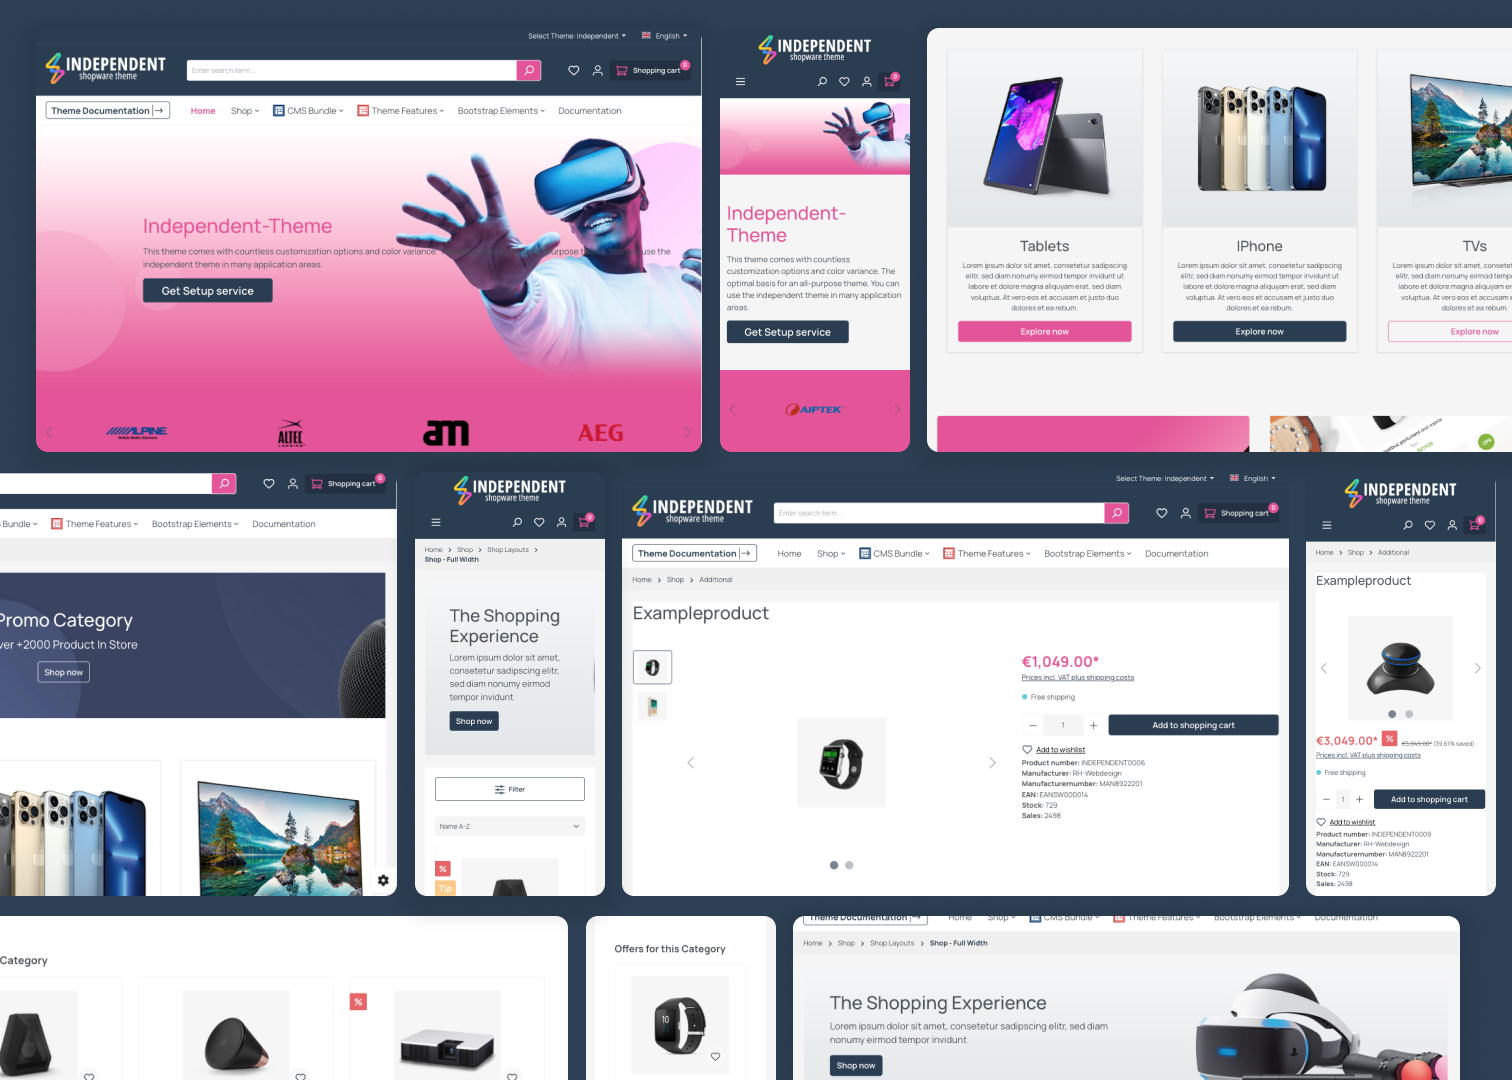 Select Theme: Independent
English
INDEPENDENT
shopware theme
Enter search term...
Shopping cart
0
Theme Documentation
Home
Shop
CMS Bundle
Theme Features
Bootstrap Elements
Documentation
Independent-Theme
This theme comes with countless customization options and color variance.
use the
independent theme in many application areas.
Get Setup service
ALPINE
Mobile Media Solutions
ALTEC
LANSING
am
AEG
INDEPENDENT
shopware theme
0
Independent-
Theme
This theme comes with countless
customization options and color variance. The
optimal basis for an all-purpose theme. You can
use the independent theme in many application
areas.
Get Setup service
AIPTEK
Tablets
Lorem ipsum dolor sit amet, consetetur sadipscing
elitr, sed diam nonumy eirmod tempor invidunt ut
labore et dolore magna aliquyam erat, sed diam
voluptua. At vero eos et accusam et justo duo
dolores et ea rebum.
Explore now
IPhone
Lorem ipsum dolor sit amet, consetetur sadipscing
elitr, sed diam nonumy eirmod tempor invidunt ut
labore et dolore magna aliquyam erat, sed diam
voluptua. At vero eos et accusam et justo duo
dolores et ea rebum.
Explore now
TVs
Lorem ipsum dolor sit amet, conset
elitr, sed diam nonumy eirmod temp
labore et dolore magna aliquyam era
voluptua. At vero eos et accusam e
dolores et ea rebum.
Explore now
Shopping cart
0
Bundle
Theme Features
Bootstrap Elements
Documentation
Promo Category
ver +2000 Product In Store
Shop now
INDEPENDENT
shopware theme
0
Home
Shop
Shop Layouts
Shop - Full Width
The Shopping
Experience
Lorem ipsum dolor sit amet,
consetetur sadipscing elitr,
sed diam nonumy eirmod
tempor invidunt
Shop now
Filter
Name A-Z
%
Tip
Select Theme: Independent
English
INDEPENDENT
shopware theme
Enter search term...
Shopping cart
0
Theme Documentation
Home
Shop
CMS Bundle
Theme Features
Bootstrap Elements
Documentation
Home
Shop
Additional
Exampleproduct
€1,049.00*
Prices incl. VAT plus shipping costs
Free shipping
1
Add to shopping cart
Add to wishlist
Product number: INDEPENDENT0006
Manufacturer: RH-Webdesign
Manufacturernumber: MAN8922201
EAN: EANSW000014
Stock: 729
Sales: 2498
INDEPENDENT
shopware theme
0
Home
Shop
Additional
Exampleproduct
€3,049.00*
%
€5,049.00* (39.61% saved)
Prices incl. VAT plus shipping costs
Free shipping
1
Add to shopping cart
Add to wishlist
Product number: INDEPENDENT0009
Manufacturer: RH-Webdesign
Manufacturernumber: MAN8922201
EAN: EANSW000014
Stock: 729
Sales: 2498
Category
%
Offers for this Category
10
Theme Documentation
Home
Shop
CMS Bundle
Theme Features
Bootstrap Elements
Documentation
Home
Shop
Shop Layouts
Shop - Full Width
The Shopping Experience
Lorem ipsum dolor sit amet, consetetur sadipscing elitr, sed diam
nonumy eirmod tempor invidunt
Shop now